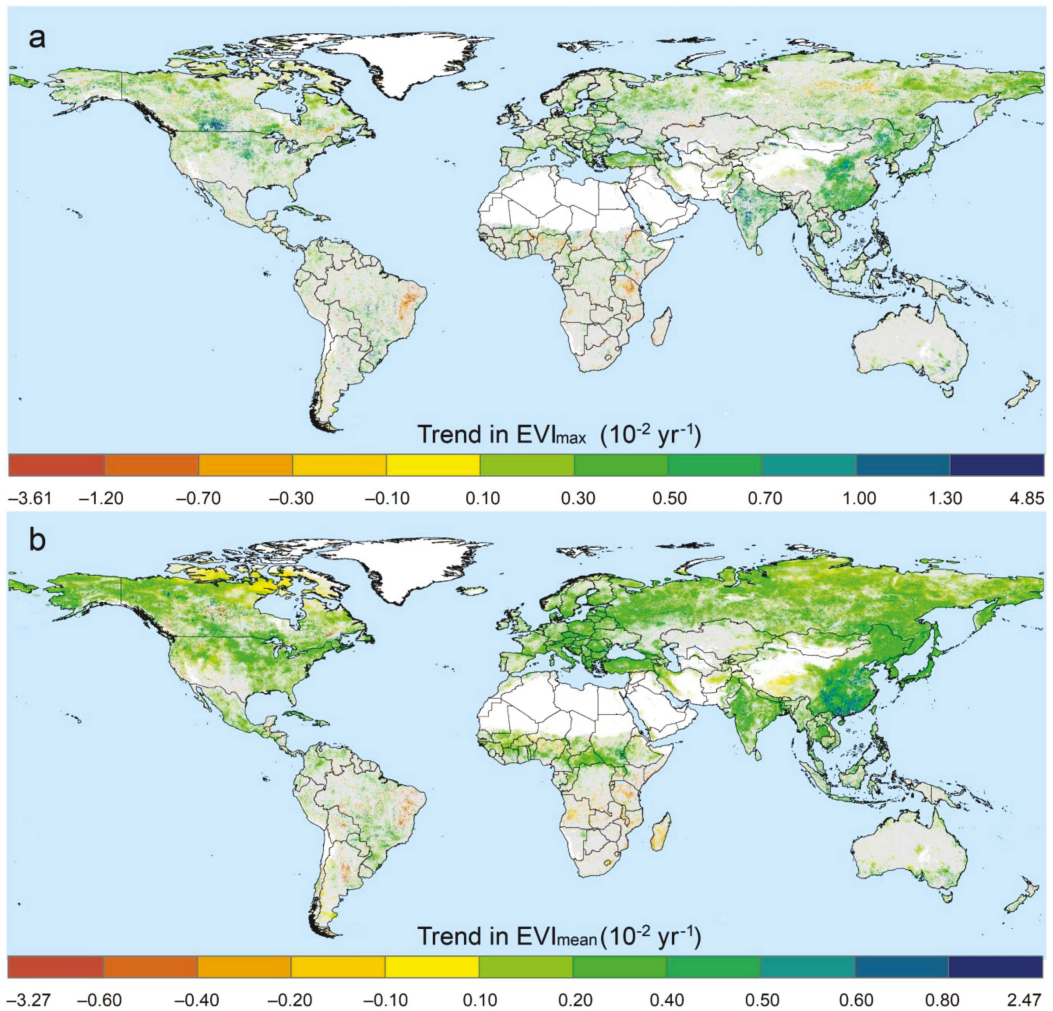 a
Trend in EVImax (10-2 yr-1)
–3.61 –1.20 –0.70 –0.30 –0.10 0.10 0.30 0.50 0.70 1.00 1.30 4.85
b
Trend in EVImean (10-2 yr-1)
–3.27 –0.60 –0.40 –0.20 –0.10 0.10 0.20 0.40 0.50 0.60 0.80 2.47